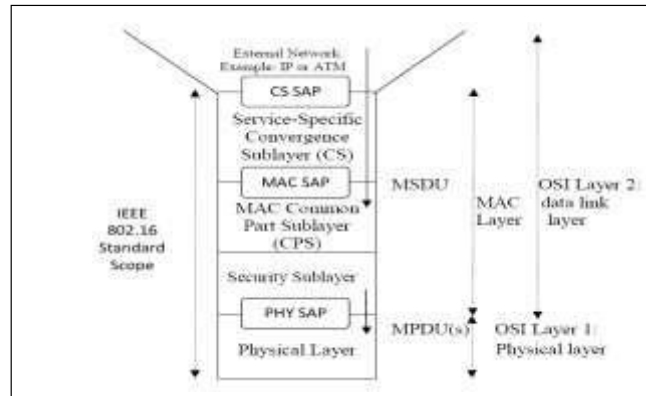 External Network
Example- IP or ATM
CS SAP
Service-Specific
Convergence
Sublayer (CS)
MAC SAP
MSDU
MAC Common
Part Sublayer
(CPS)
Security Sublayer
PHY SAP
MPDU(s)
Physical Layer
IEEE
802.16
Standard
Scope
MAC
Layer
OSI Layer 2:
data link
layer
OSI Layer 1:
Physical layer